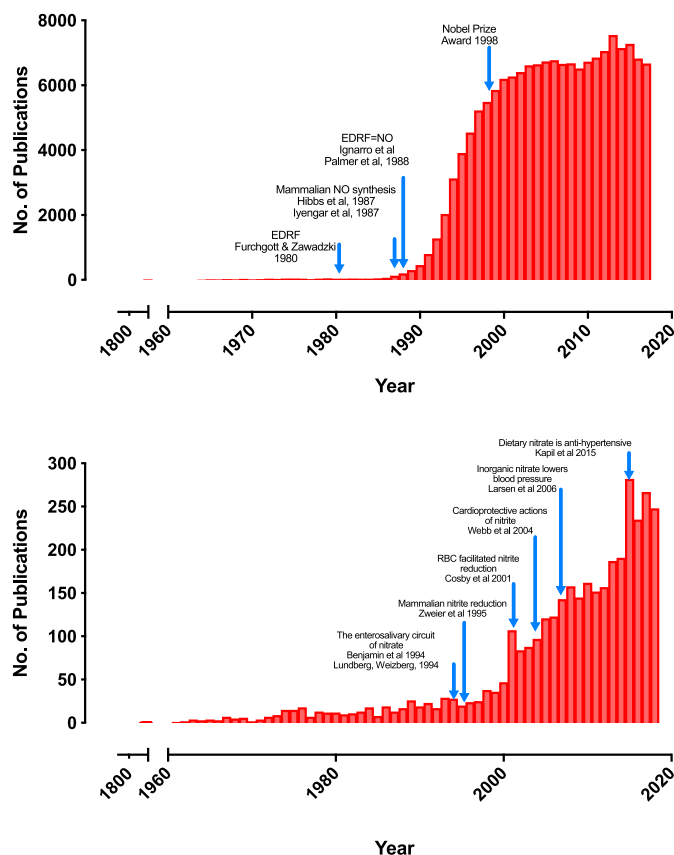 8000
6000
4000
2000
0
No. of Publications
Nobel Prize
Award 1998
EDRF=NO
Ignarro et al
Palmer et al, 1988
Mammalian NO synthesis
Hibbs et al, 1987
Iyengar et al, 1987
EDRF
Furchgott & Zawadzki
1980
1800
1960
1970
1980
1990
2000
2010
2020
Year
300
250
200
150
100
50
0
No. of Publications
Dietary nitrate is anti-hypertensive
Kapil et al 2015
Inorganic nitrate lowers
blood pressure
Larsen et al 2006
Cardioprotective actions
of nitrite
Webb et al 2004
RBC facilitated nitrite
reduction
Cosby et al 2001
Mammalian nitrite reduction
Zweier et al 1995
The enterosalivary circuit
of nitrate
Benjamin et al 1994
Lundberg, Weizberg, 1994
1800
1960
1980
2000
2020
Year